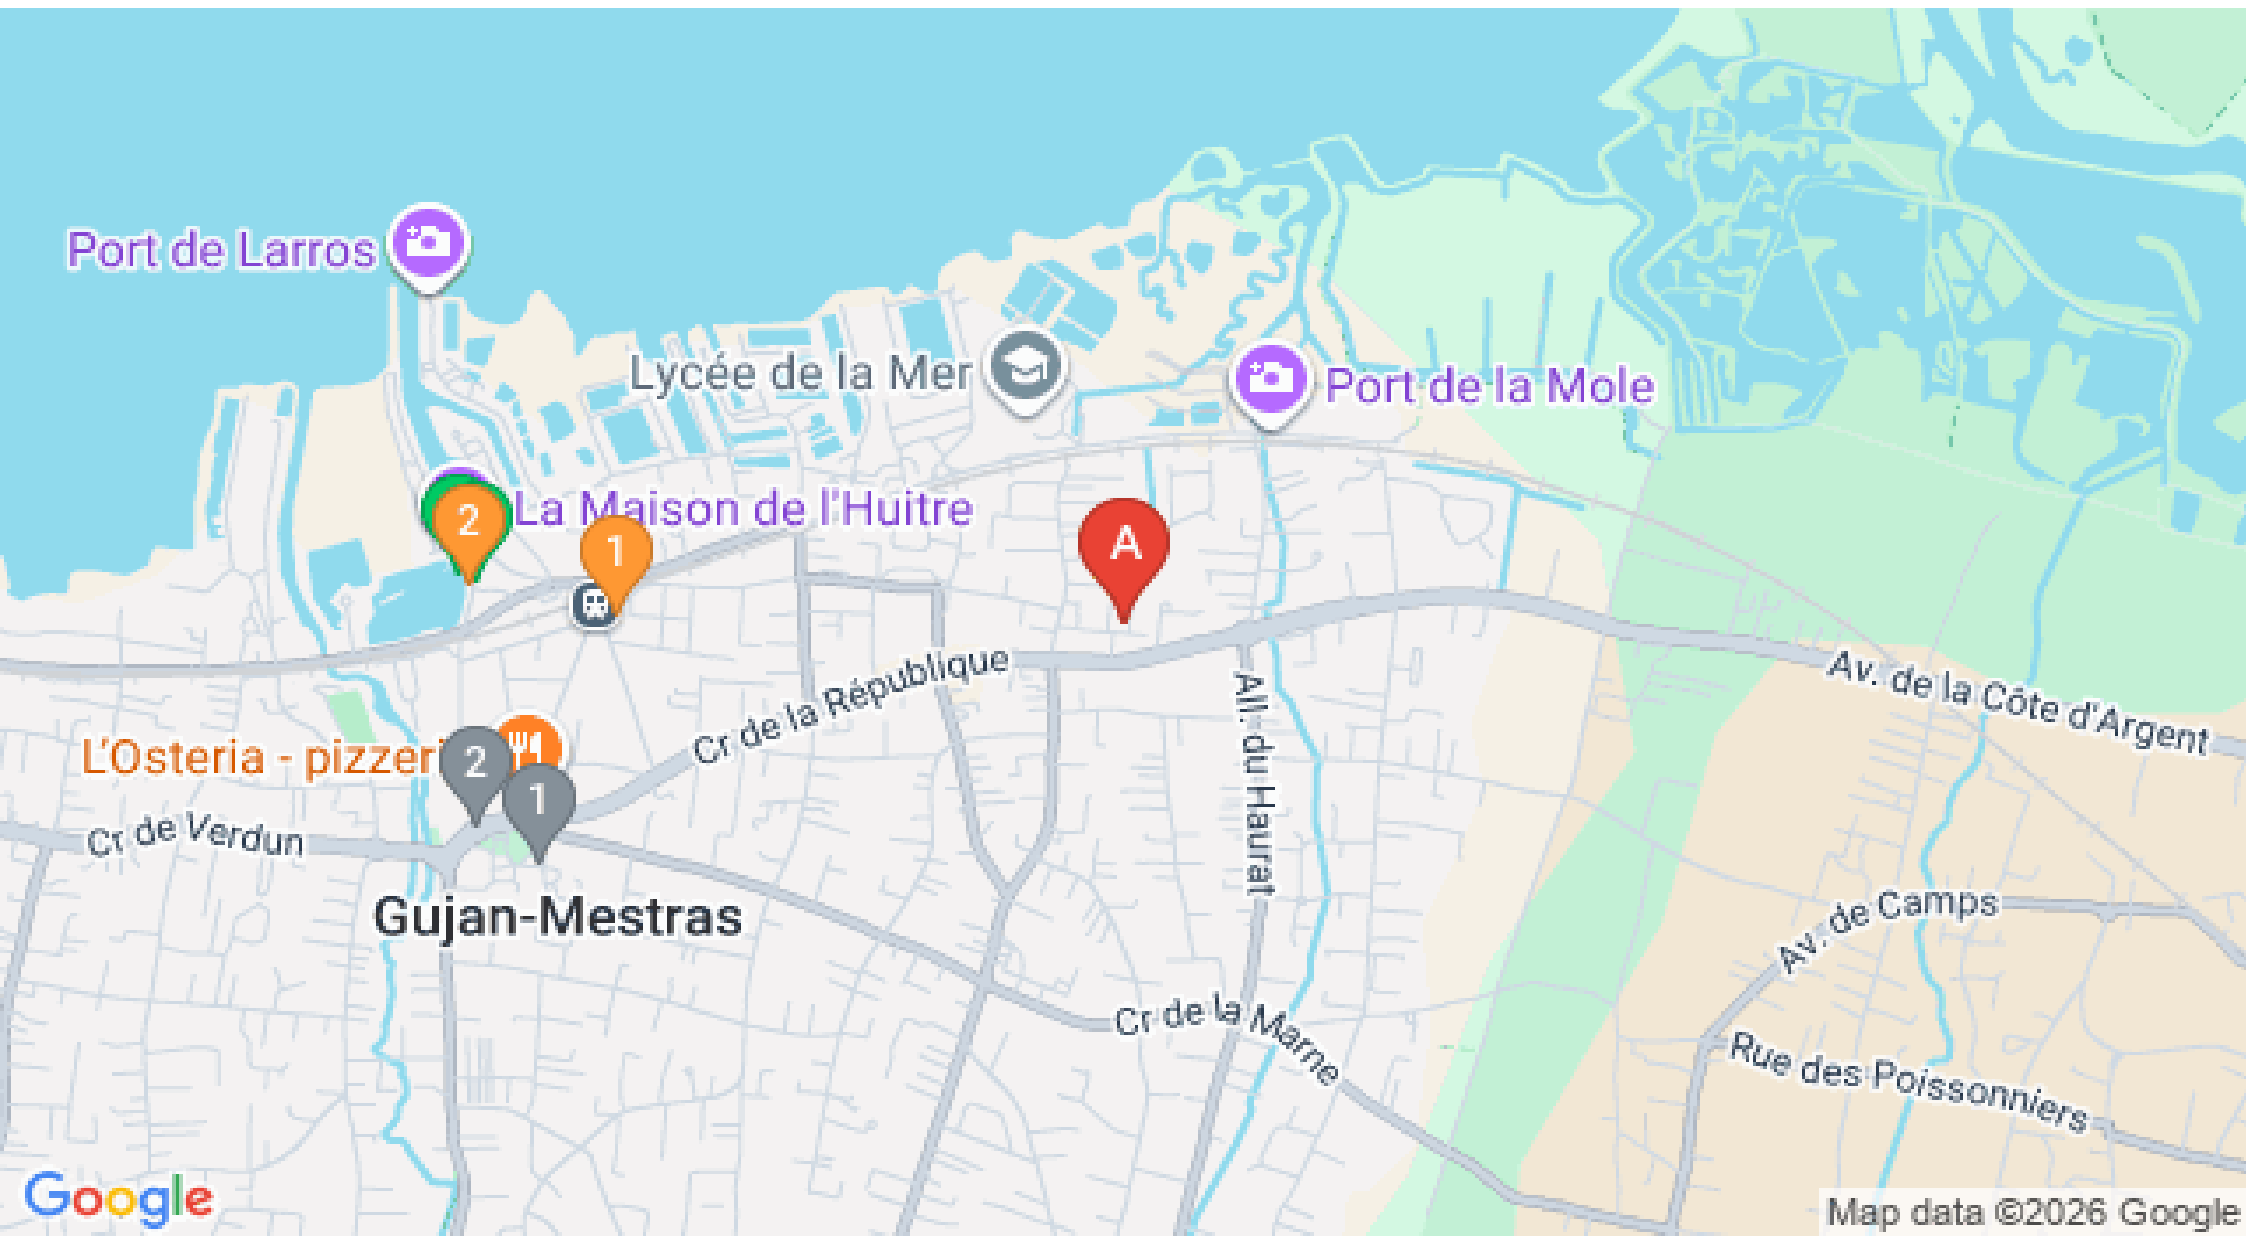 Port de Larros
Lycée de la Mer
Port de la Mole
2
La Maison de l'Huitre
1
A
Cr de la République
Av. de la Côte d'Argent
All. du Haurat
L'Osteria - pizzeri
2
1
Cr de Verdun
Gujan-Mestras
Av. de Camps
Cr de la Marne
Rue des Poissonniers
Google
Map data ©2026 Google